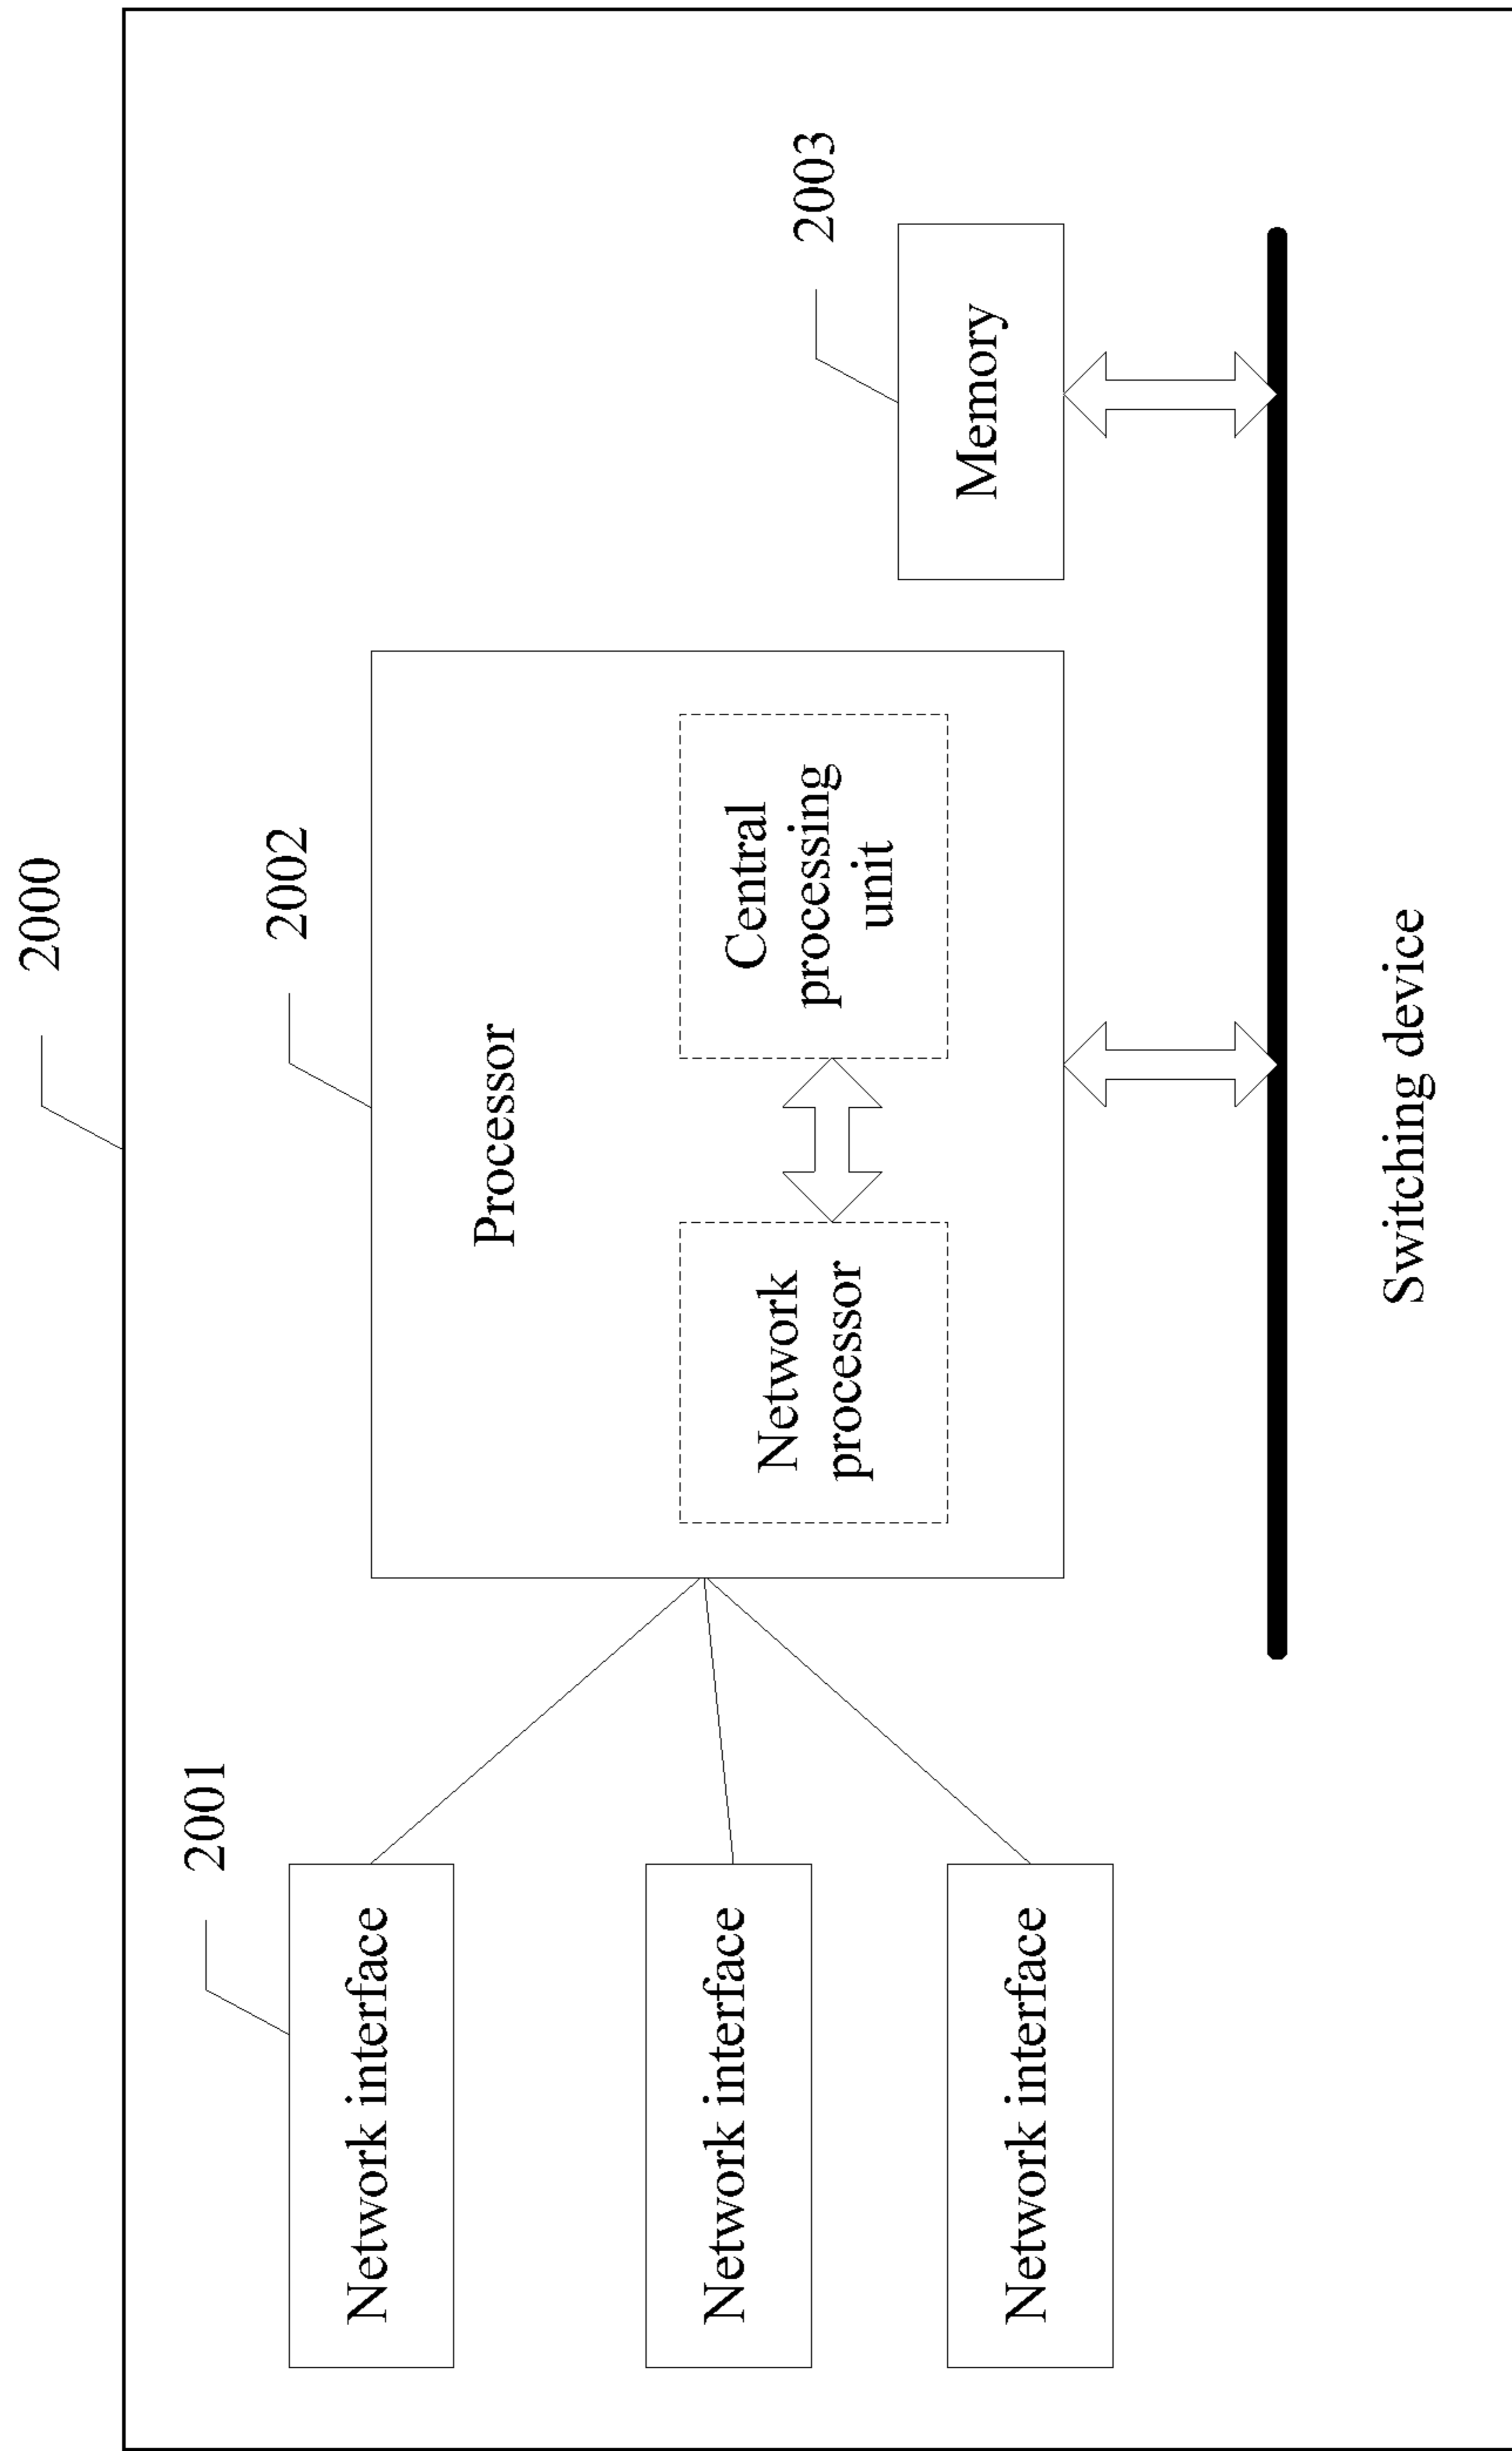 2000
2002
2001
2003
Processor
Network interface
Network interface
Network interface
Network
processor
Central
processing
unit
Memory
Switching device